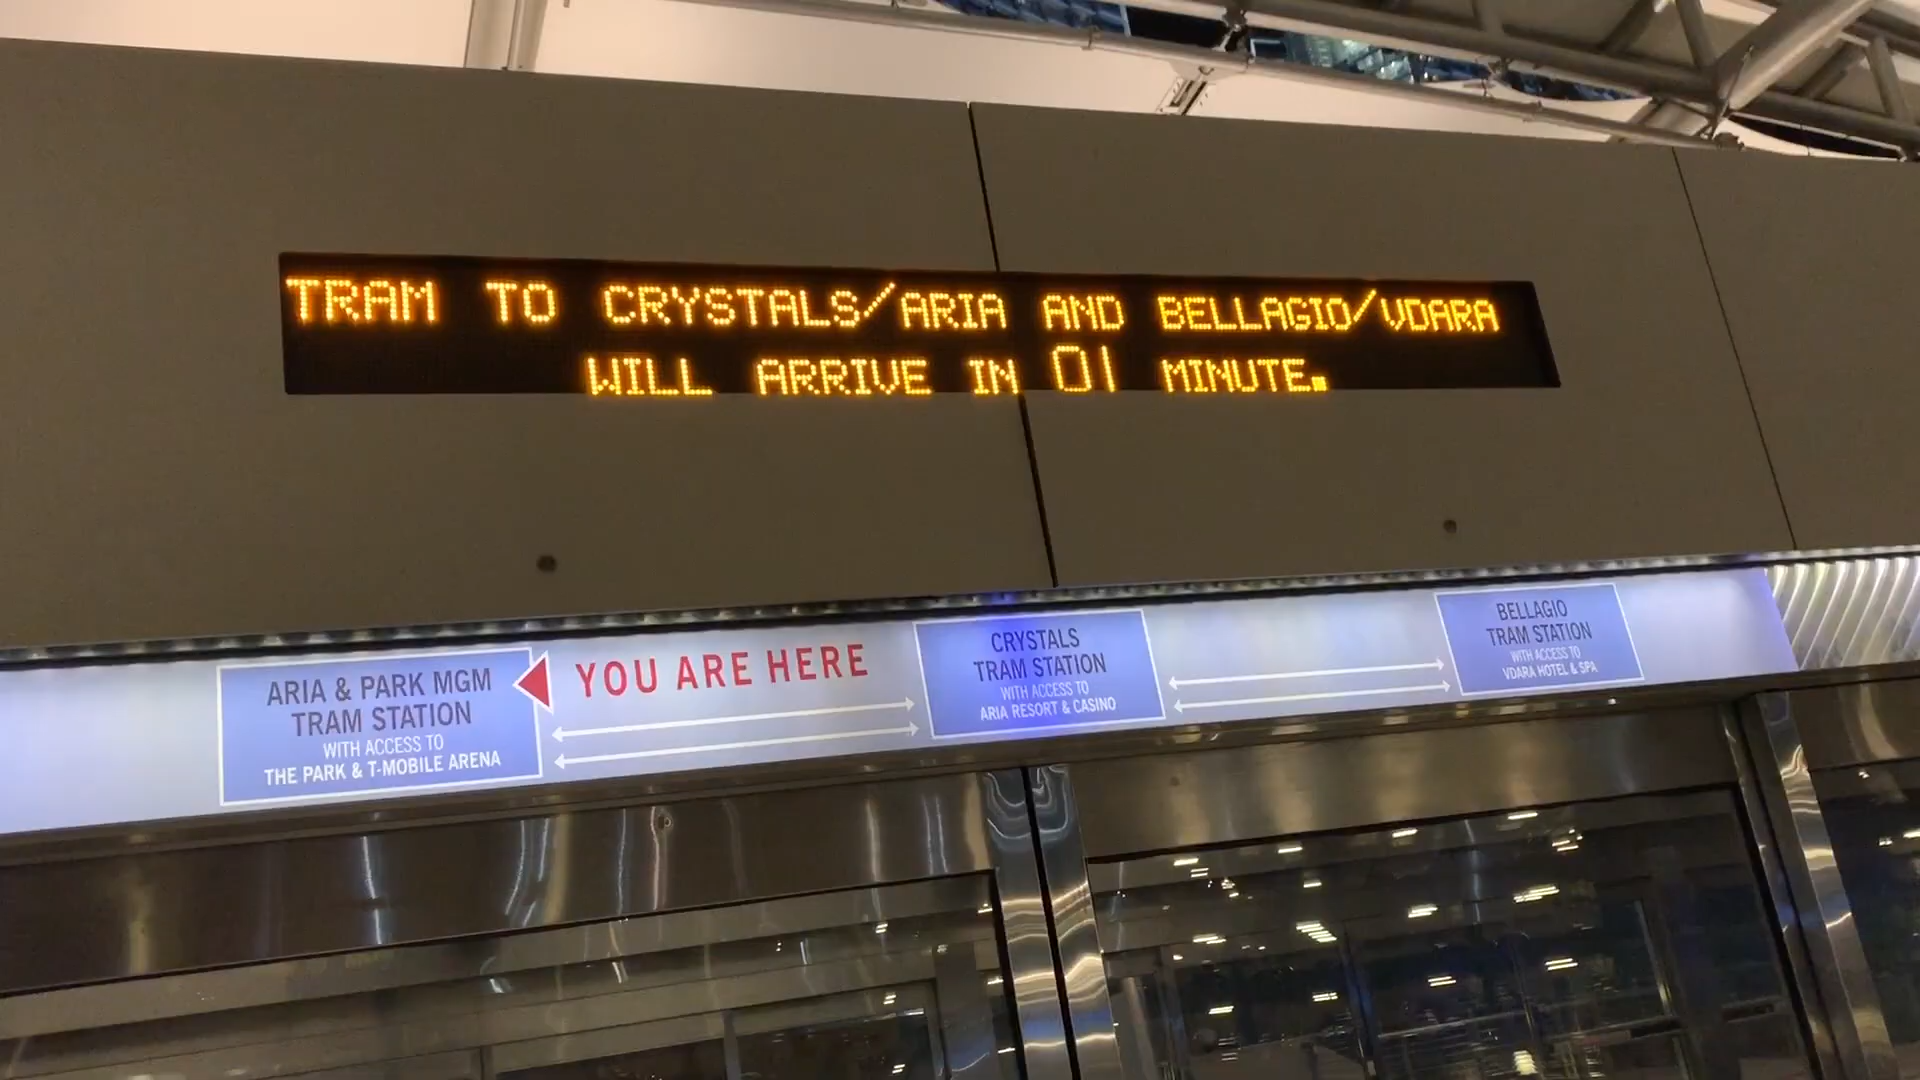 TRAM TO CRYSTALS/ARIA AND BELLAGIO/VDARA
WILL ARRIVE IN 01 MINUTE.
ARIA & PARK MGM
TRAM STATION
WITH ACCESS TO
THE PARK & T-MOBILE ARENA
YOU ARE HERE
CRYSTALS
TRAM STATION
WITH ACCESS TO
ARIA RESORT & CASINO
BELLAGIO
TRAM STATION
WITH ACCESS TO
VDARA HOTEL & SPA